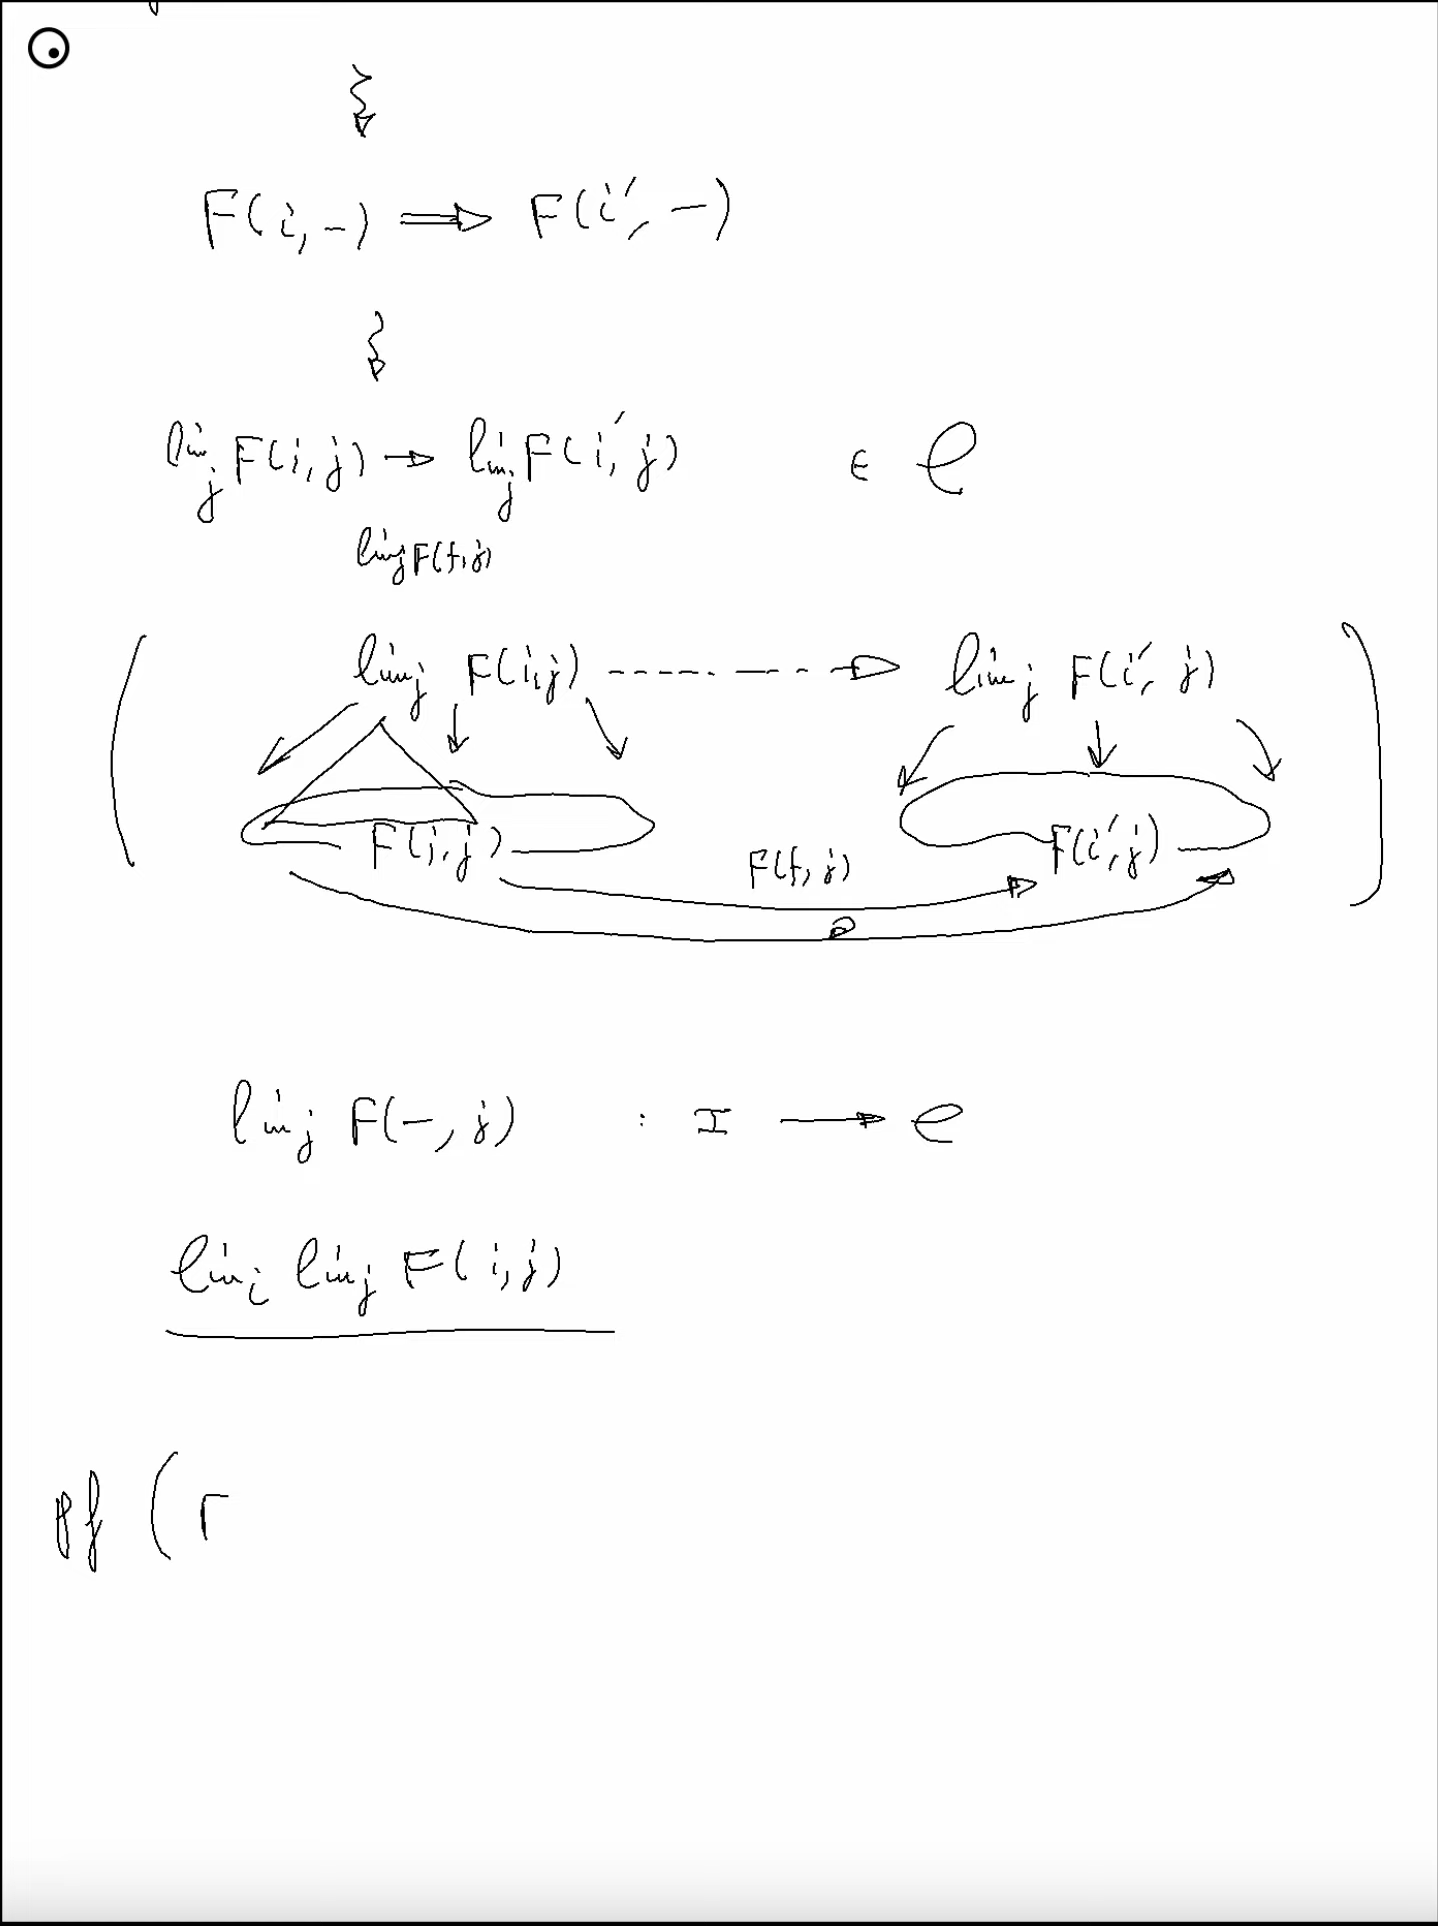 F(i,-) ⟹ F(i′,-)
lim_j F(i,j) → lim_j F(i′,j) ∈ C
lim_j F(f,j)
( lim_j F(i,j) ⇢ lim_j F(i′,j) )
F(i,j) F(f,j) F(i′,j)
lim_j F(-,j) : I → C
lim_i lim_j F(i,j)
pf (